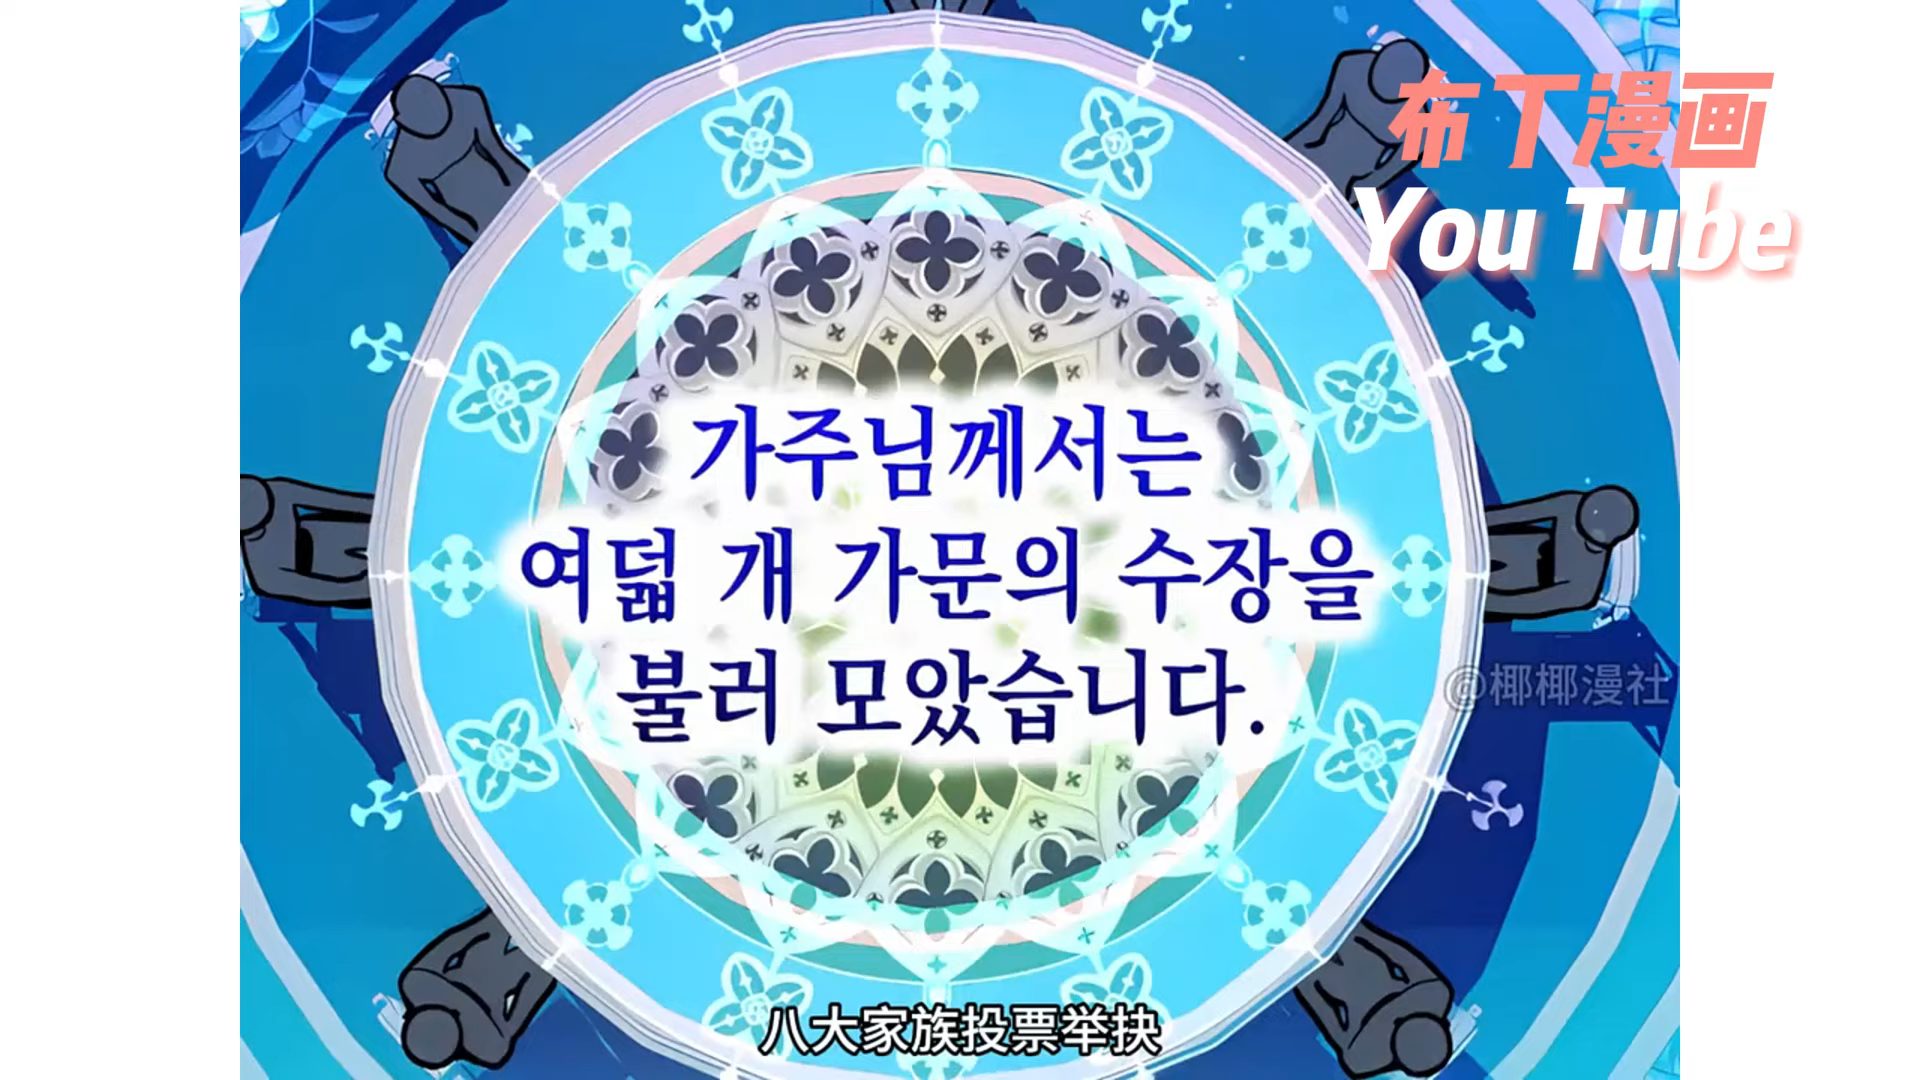 布丁漫画
YouTube
가주님께서는
여덟 개 가문의 수장을
불러 모았습니다.
@椰椰漫社
八大家族投票举抉